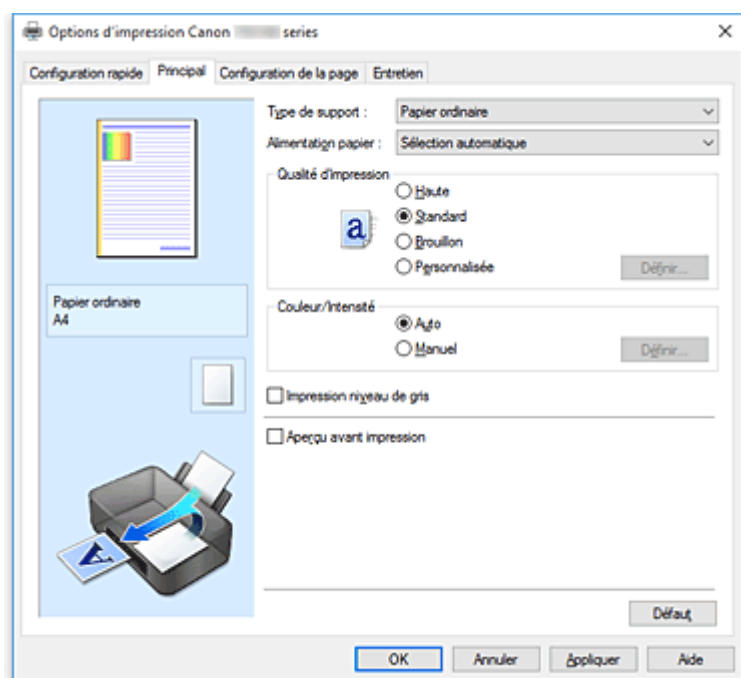 Options d'impression Canon series
Configuration rapide Principal Configuration de la page Entretien
Type de support : Papier ordinaire
Alimentation papier : Sélection automatique
Qualité d'impression
Haute
a Standard
Brouillon
Personnalisée Définir...
Papier ordinaire
A4
Couleur/Intensité
Auto
Manuel Définir...
Impression niveau de gris
Aperçu avant impression
A
Défaut
OK Annuler Appliquer Aide